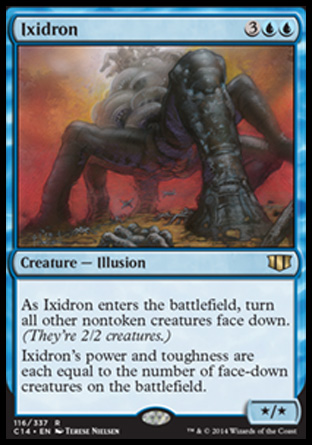 Ixidron
3
Creature — Illusion
As Ixidron enters the battlefield, turn
all other nontoken creatures face down.
(They're 2/2 creatures.)
Ixidron's power and toughness are
each equal to the number of face-down
creatures on the battlefield.
*/*
116/337 R
C14 • EN Terese Nielsen
™ & © 2014 Wizards of the Coast